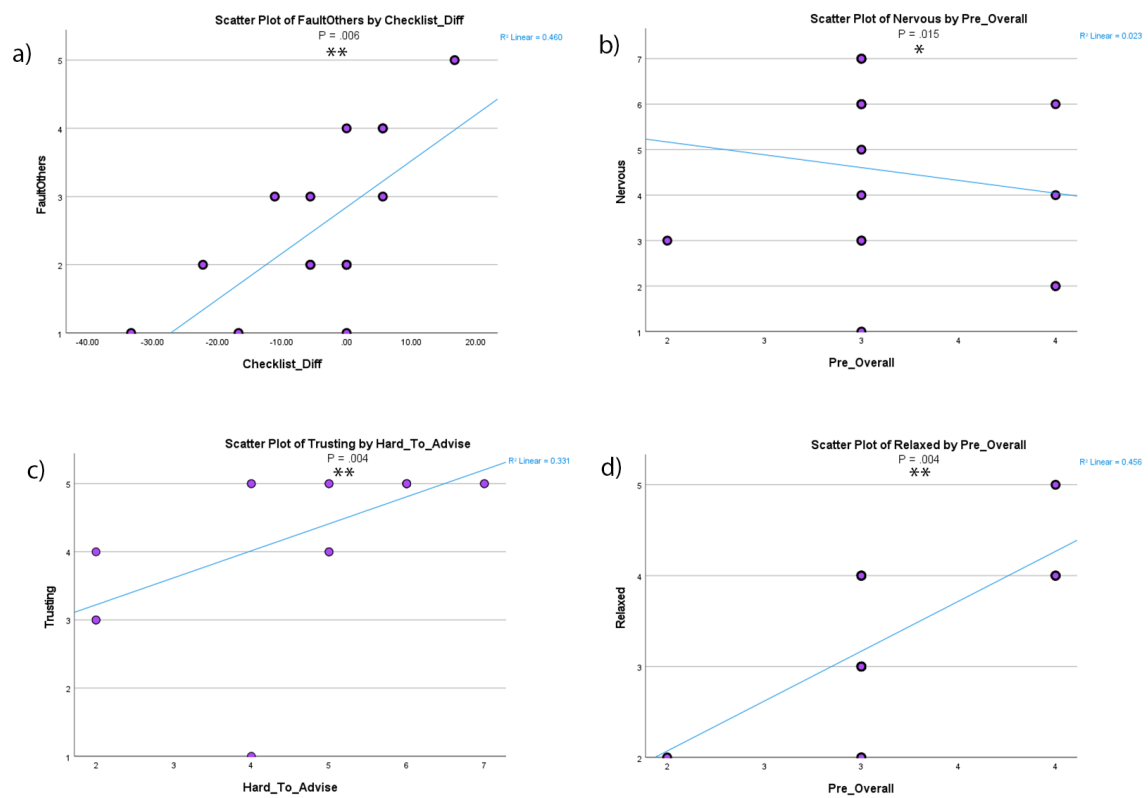 a)
Scatter Plot of FaultOthers by Checklist_Diff
P = .006
**
R² Linear = 0.460
5
4
3
2
1
FaultOthers
-40.00 -30.00 -20.00 -10.00 .00 10.00 20.00
Checklist_Diff
b)
Scatter Plot of Nervous by Pre_Overall
P = .015
*
R² Linear = 0.023
7
6
5
4
3
2
1
Nervous
2 3 3 4 4
Pre_Overall
c)
Scatter Plot of Trusting by Hard_To_Advise
P = .004
**
R² Linear = 0.331
5
4
3
2
1
Trusting
2 3 4 5 6 7
Hard_To_Advise
d)
Scatter Plot of Relaxed by Pre_Overall
P = .004
**
R² Linear = 0.456
5
4
3
2
Relaxed
2 3 3 4 4
Pre_Overall